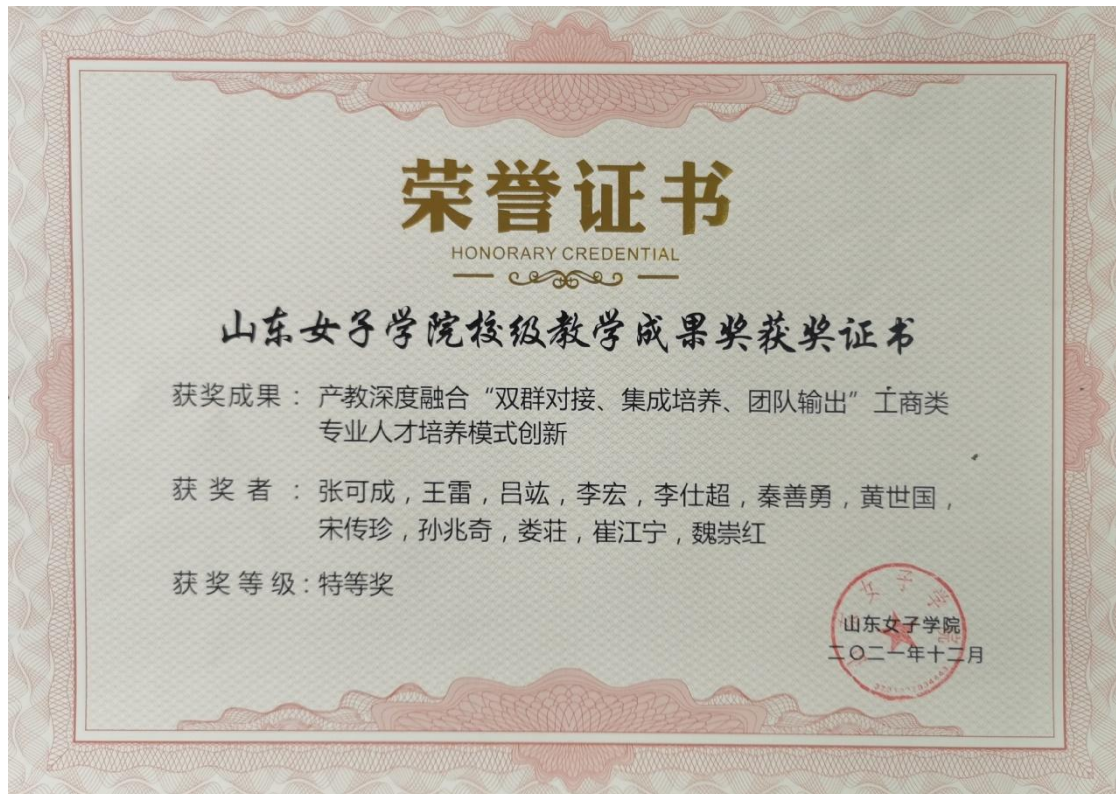 荣誉证书
HONORARY CREDENTIAL
山东女子学院校级教学成果奖获奖证书
获奖成果：产教深度融合“双群对接、集成培养、团队输出”工商类
专业人才培养模式创新
获奖者：张可成，王雷，吕竑，李宏，李仕超，秦善勇，黄世国，
宋传珍，孙兆奇，娄荘，崔江宁，魏崇红
获奖等级：特等奖
山东女子学院
二〇二一年十二月